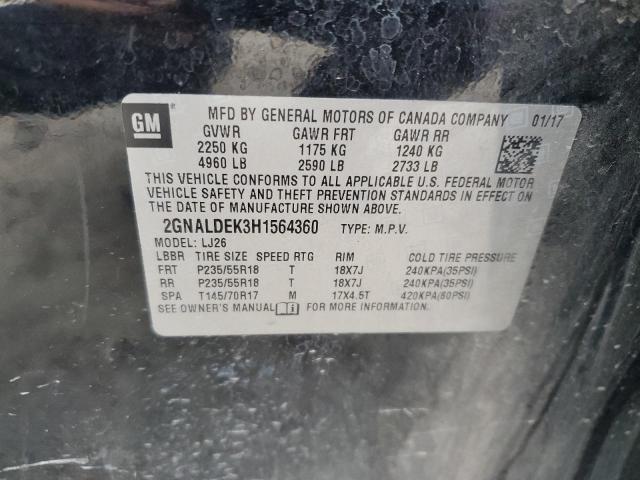 GM
®
MFD BY GENERAL MOTORS OF CANADA COMPANY 01/17
GVWR GAWR FRT GAWR RR
2250 KG 1175 KG 1240 KG
4960 LB 2590 LB 2733 LB
THIS VEHICLE CONFORMS TO ALL APPLICABLE U.S. FEDERAL MOTOR
VEHICLE SAFETY AND THEFT PREVENTION STANDARDS IN EFFECT ON
THE DATE OF MANUFACTURE SHOWN ABOVE.
2GNALDEK3H1564360 TYPE: M.P.V.
MODEL: LJ26
LBBR TIRE SIZE SPEED RTG RIM COLD TIRE PRESSURE
FRT P235/55R18 T 18X7J 240KPA(35PSI)
RR P235/55R18 T 18X7J 240KPA(35PSI)
SPA T145/70R17 M 17X4.5T 420KPA(60PSI)
SEE OWNER'S MANUAL i FOR MORE INFORMATION.